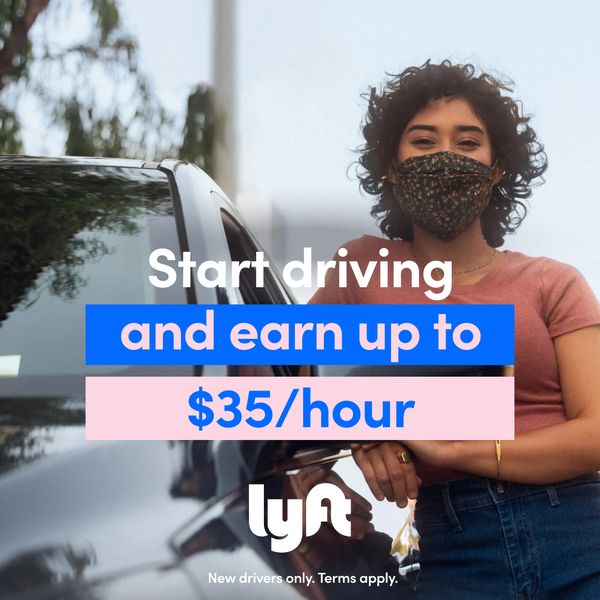 Start driving
and earn up to
$35/hour
lyft
New drivers only. Terms apply.